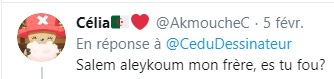 Célia🇩🇿 ❤️ @AkmoucheC · 5 févr.
En réponse à @CeduDessinateur
Salem aleykoum mon frère, es tu fou?